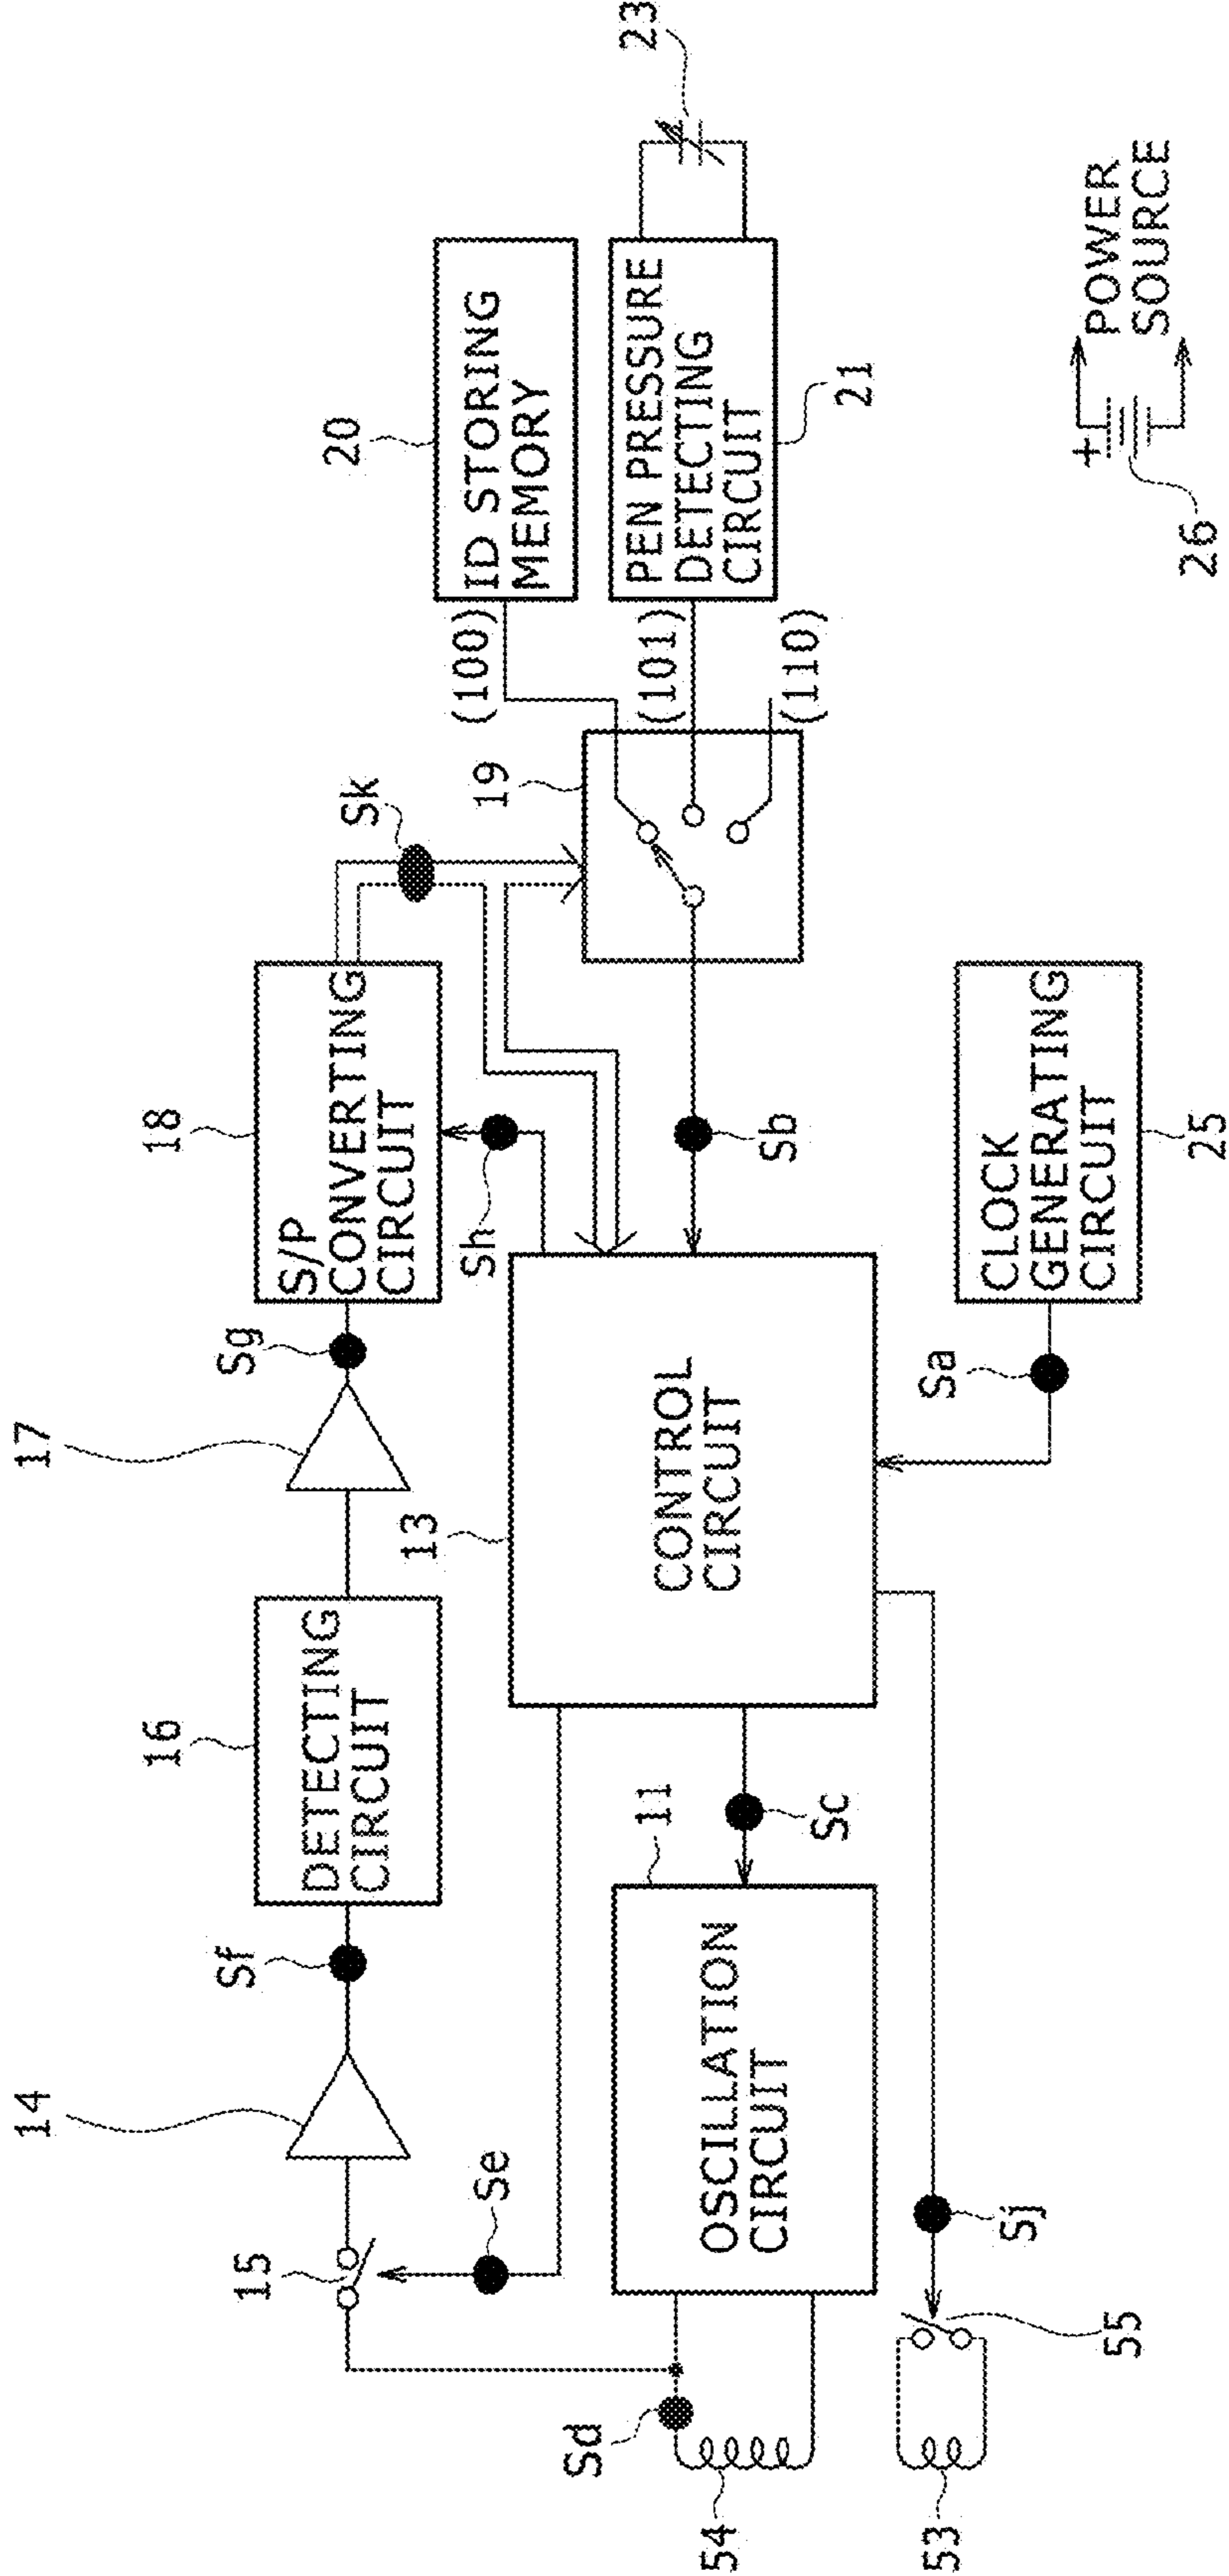 14
17
15
Sf
16
DETECTING
CIRCUIT
Sg
18
S/P
CONVERTING
CIRCUIT
Sk
20
ID STORING
MEMORY
(100)
Se
13
Sh
19
23
Sd
54
11
OSCILLATION
CIRCUIT
Sc
CONTROL
CIRCUIT
Sb
(101)
PEN PRESSURE
DETECTING
CIRCUIT
(110)
21
53
55
Sj
Sa
CLOCK
GENERATING
CIRCUIT
25
26
+
POWER
SOURCE